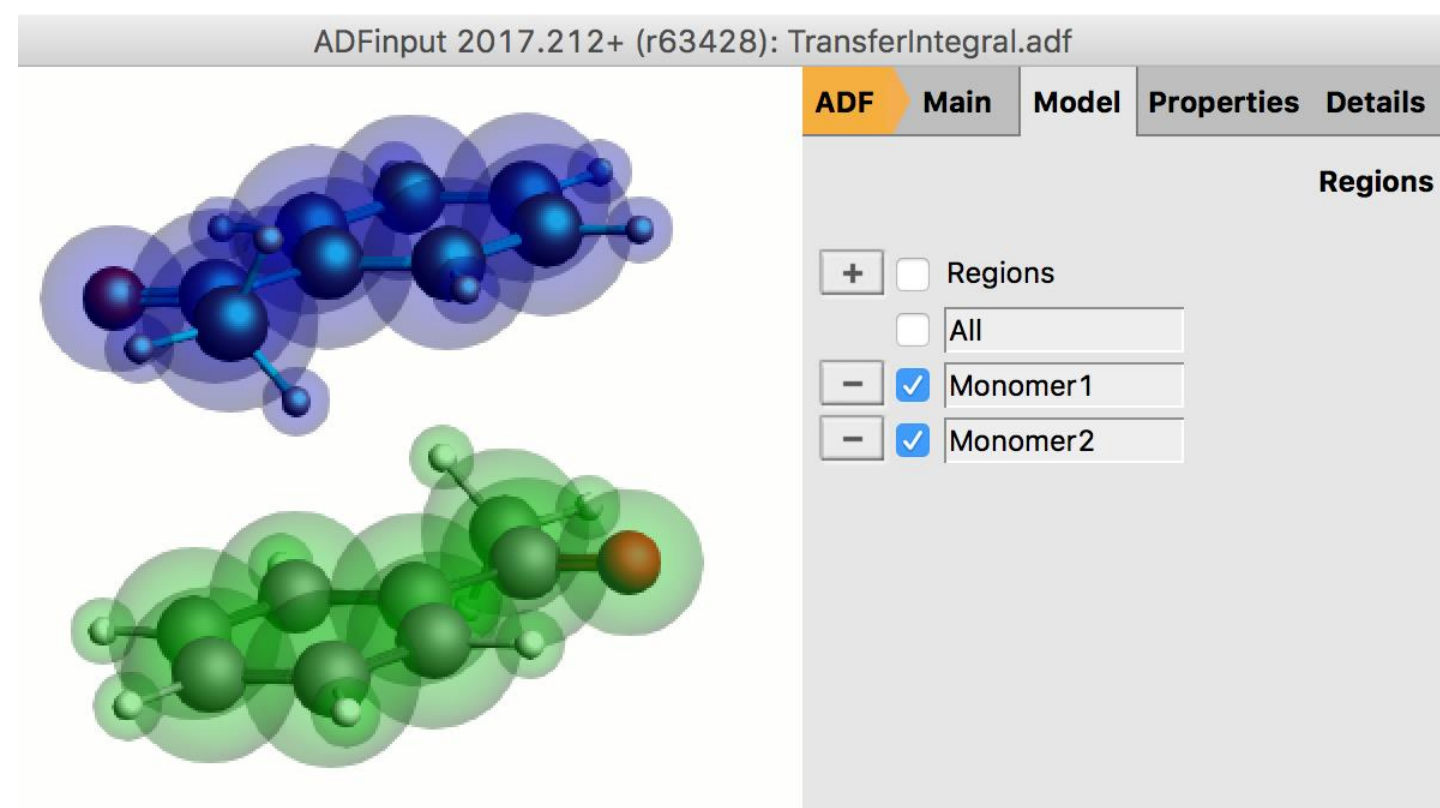 ADFinput 2017.212+ (r63428): TransferIntegral.adf
ADF Main Model Properties Details
Regions
+ Regions
All
− Monomer1
− Monomer2